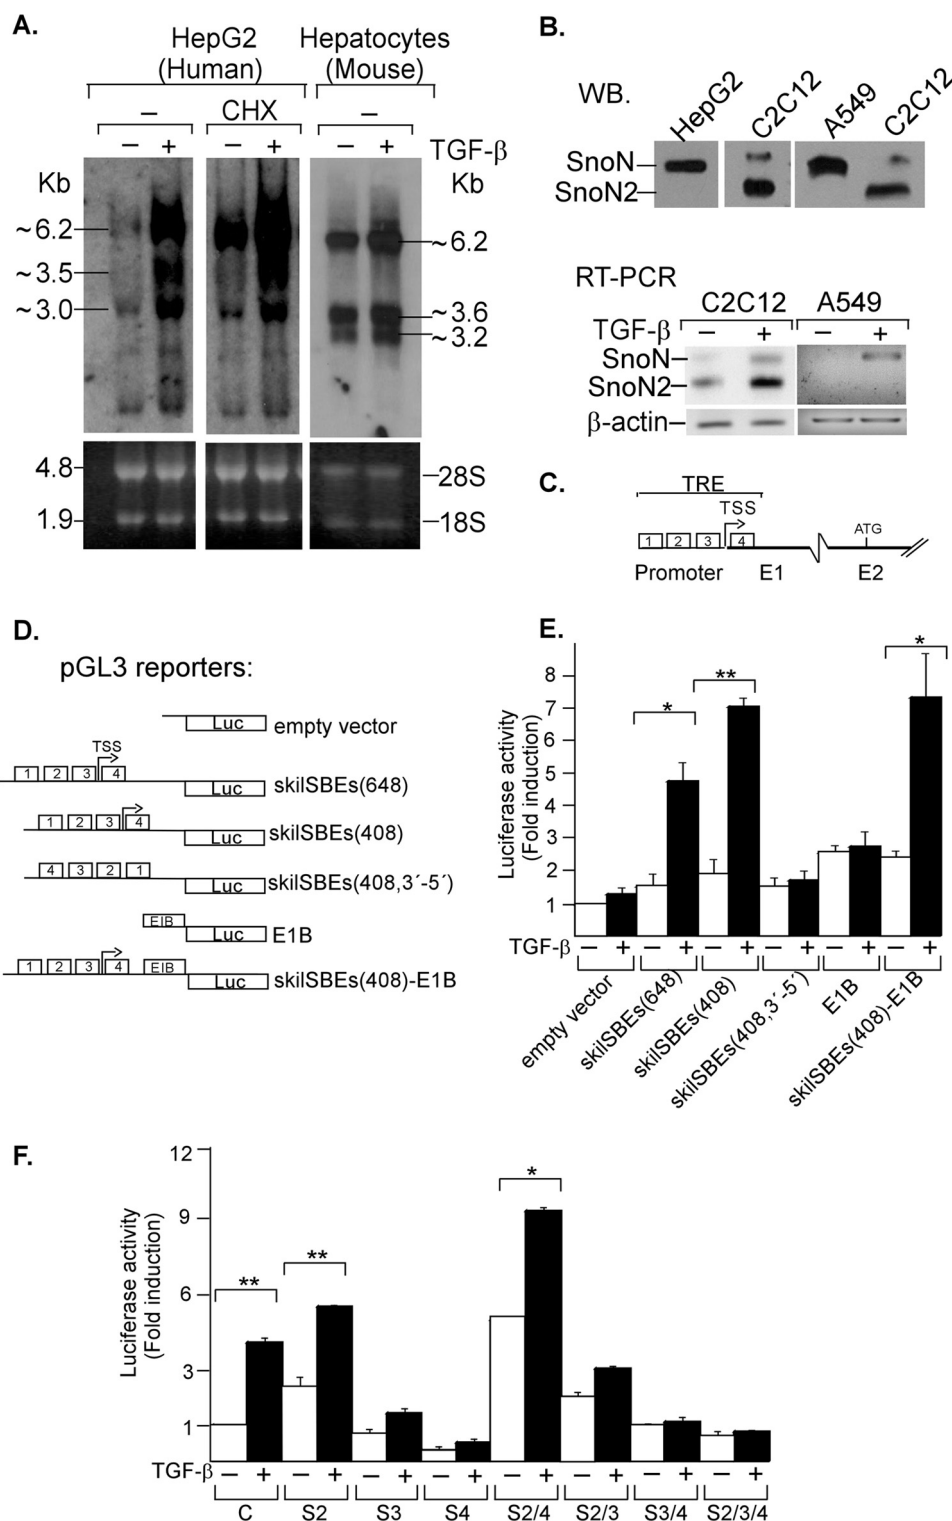 A.
HepG2
(Human)
Hepatocytes
(Mouse)
–
CHX
–
– + – + – + TGF-β
Kb
Kb
~6.2
~3.5
~3.0
~6.2
~3.6
~3.2
4.8
1.9
28S
18S
B.
WB.
HepG2
C2C12
A549
C2C12
SnoN
SnoN2
RT-PCR
C2C12
A549
TGF-β – + – +
SnoN
SnoN2
β-actin
C.
TRE
TSS
1 2 3 4
ATG
Promoter
E1
E2
D.
pGL3 reporters:
Luc
empty vector
TSS
1 2 3 4
Luc
skilSBEs(648)
1 2 3 4
Luc
skilSBEs(408)
4 3 2 1
Luc
skilSBEs(408,3´-5´)
EIB
Luc
E1B
1 2 3 4
EIB
Luc
skilSBEs(408)-E1B
E.
Luciferase activity
(Fold induction)
8
7
6
5
4
3
2
1
*
**
*
TGF-β – + – + – + – + – + – +
empty vector
skilSBEs(648)
skilSBEs(408)
skilSBEs(408,3´-5´)
E1B
skilSBEs(408)-E1B
F.
Luciferase activity
(Fold induction)
12
9
6
3
1
**
**
*
TGF-β – + – + – + – + – + – + – + – +
C S2 S3 S4 S2/4 S2/3 S3/4 S2/3/4